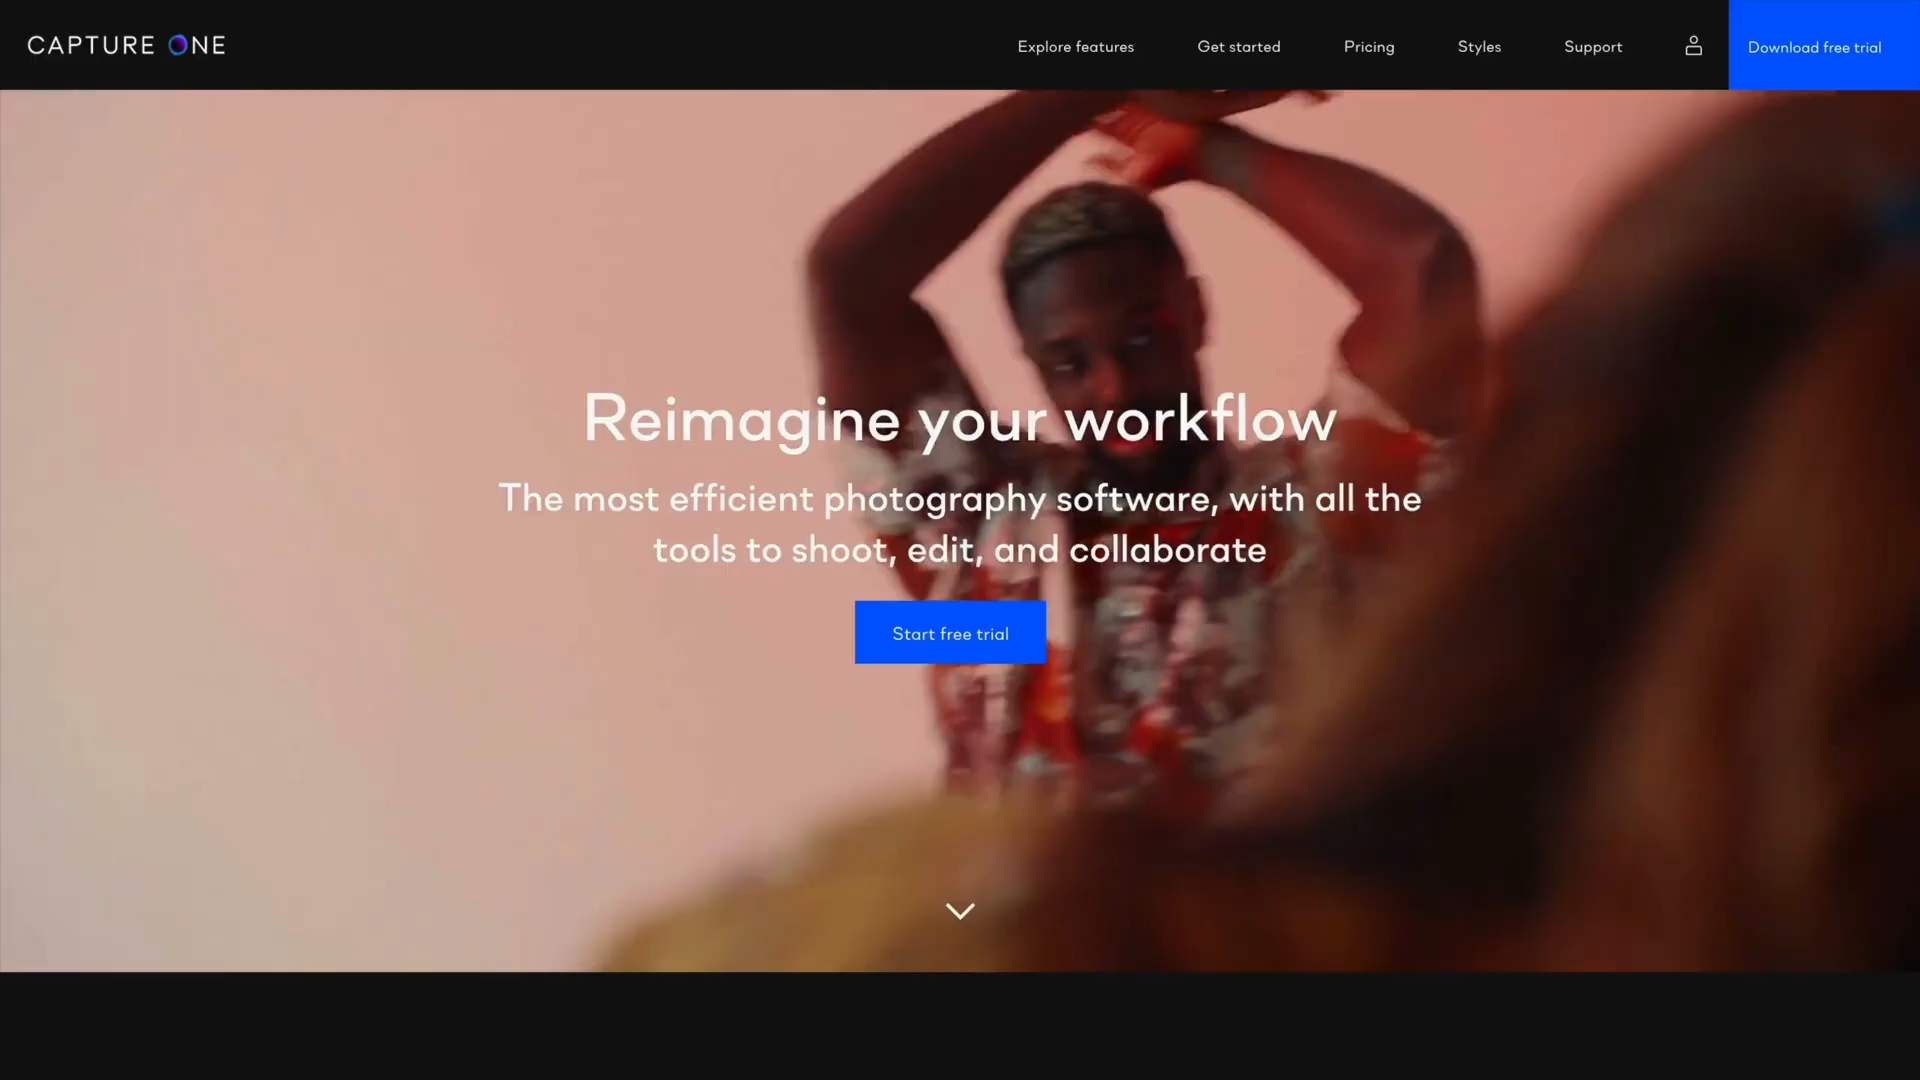 CAPTURE ONE
Explore features
Get started
Pricing
Styles
Support
Download free trial
Reimagine your workflow
The most efficient photography software, with all the
tools to shoot, edit, and collaborate
Start free trial